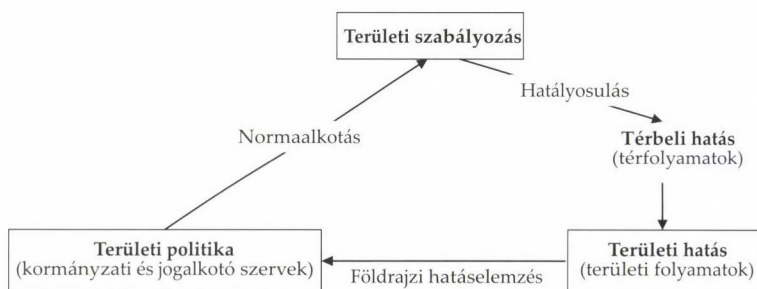 Területi szabályozás
Hatályosulás
Normaalkotás
Térbeli hatás
(térfolyamatok)
Területi politika
(kormányzati és jogalkotó szervek)
Földrajzi hatáselemzés
Területi hatás
(területi folyamatok)